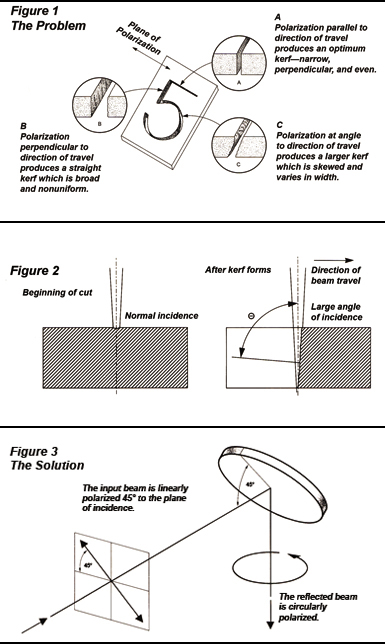 Figure 1
The Problem
Plane of
Polarization
A
Polarization parallel to
direction of travel
produces an optimum
kerf—narrow,
perpendicular, and even.
A
B
B
Polarization
perpendicular to
direction of travel
produces a straight
kerf which is broad
and nonuniform.
5
C
C
Polarization at angle
to direction of travel
produces a larger kerf
which is skewed and
varies in width.
Figure 2
Beginning of cut
Normal incidence
After kerf forms
Direction of
beam travel
Large angle
of incidence
Θ
Figure 3
The Solution
The input beam is linearly
polarized 45° to the plane
of incidence.
45°
45°
The reflected beam
is circularly
polarized.